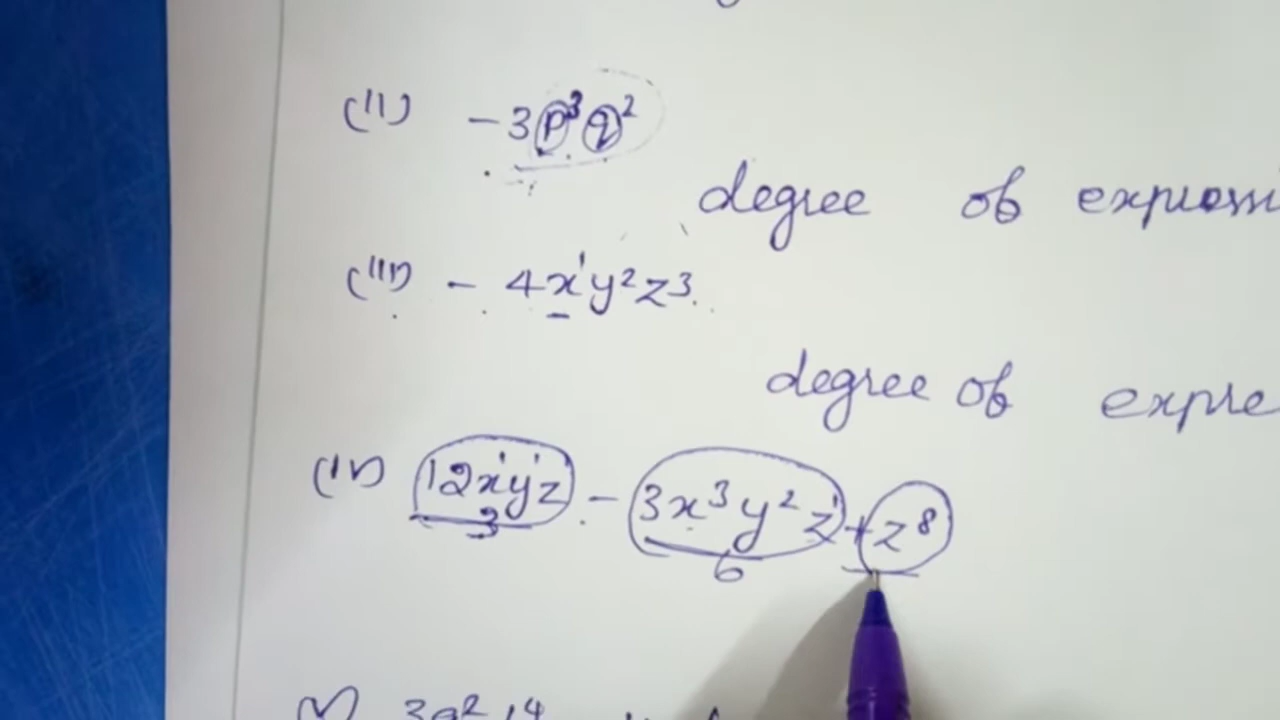 (II) -3p³q²
degree of expressi
(III) - 4x¹y²z³.
degree of expre
(IV) 12x¹y¹z - 3x³y²z¹ + z⁸
3 6